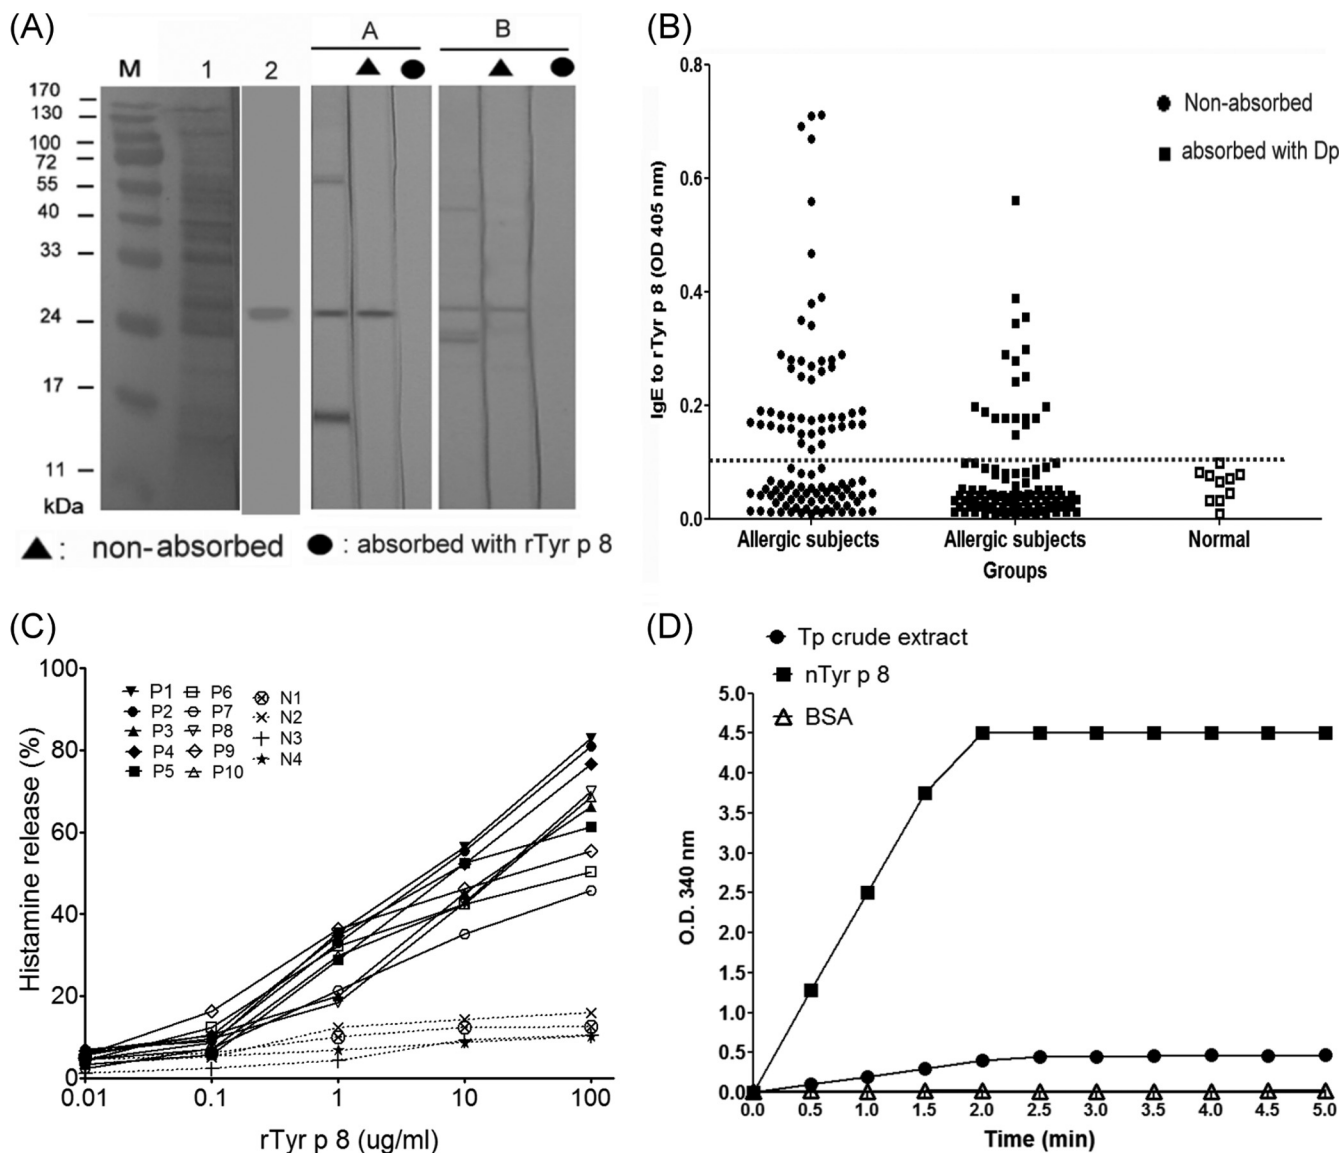 (A)
A B
M 1 2
170
130
100
72
55
40
33
24
17
11
kDa
▲ : non-absorbed ● : absorbed with rTyr p 8
(B)
0.8
0.6
0.4
0.2
0.0
IgE to rTyr p 8 (OD 405 nm)
Non-absorbed
absorbed with Dp
Allergic subjects Allergic subjects Normal
Groups
(C)
100
80
60
40
20
0
Histamine release (%)
P1 P6 N1
P2 P7 N2
P3 P8 N3
P4 P9 N4
P5 P10
0.01 0.1 1 10 100
rTyr p 8 (ug/ml)
(D)
Tp crude extract
nTyr p 8
BSA
5.0
4.5
4.0
3.5
3.0
2.5
2.0
1.5
1.0
0.5
0.0
O.D. 340 nm
0.0 0.5 1.0 1.5 2.0 2.5 3.0 3.5 4.0 4.5 5.0
Time (min)